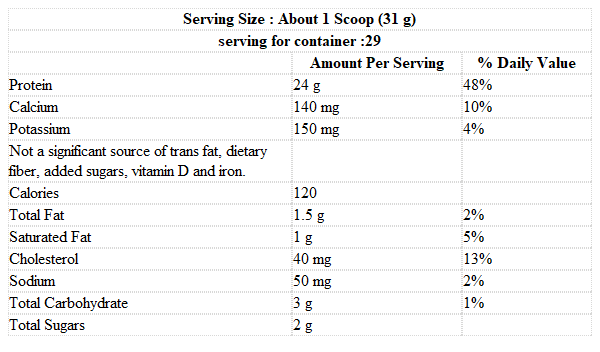 Serving Size : About 1 Scoop (31 g)
serving for container :29
Amount Per Serving % Daily Value
Protein 24 g 48%
Calcium 140 mg 10%
Potassium 150 mg 4%
Not a significant source of trans fat, dietary
fiber, added sugars, vitamin D and iron.
Calories 120
Total Fat 1.5 g 2%
Saturated Fat 1 g 5%
Cholesterol 40 mg 13%
Sodium 50 mg 2%
Total Carbohydrate 3 g 1%
Total Sugars 2 g